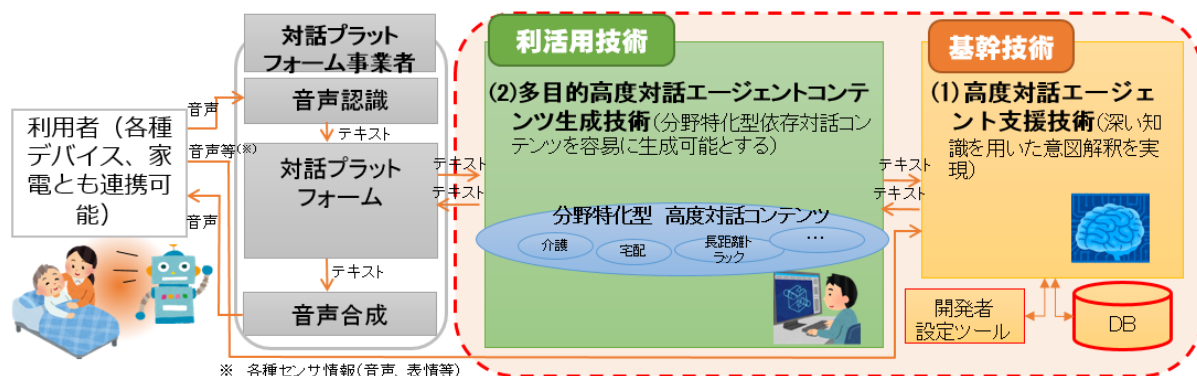 対話プラット
フォーム事業者
音声認識
テキスト
対話プラット
フォーム
テキスト
音声合成
利用者（各種
デバイス、家
電とも連携可
能）
音声
音声等(※)
音声
※ 各種センサ情報(音声、表情等)
テキスト
テキスト
利活用技術
(2)多目的高度対話エージェントコンテ
ンツ生成技術(分野特化型依存対話コン
テンツを容易に生成可能とする)
分野特化型 高度対話コンテンツ
介護
宅配
長距離ト
ラック
…
テキスト
テキスト
基幹技術
(1)高度対話エージェ
ント支援技術(深い知
識を用いた意図解釈を実
現)
開発者
設定ツール
DB